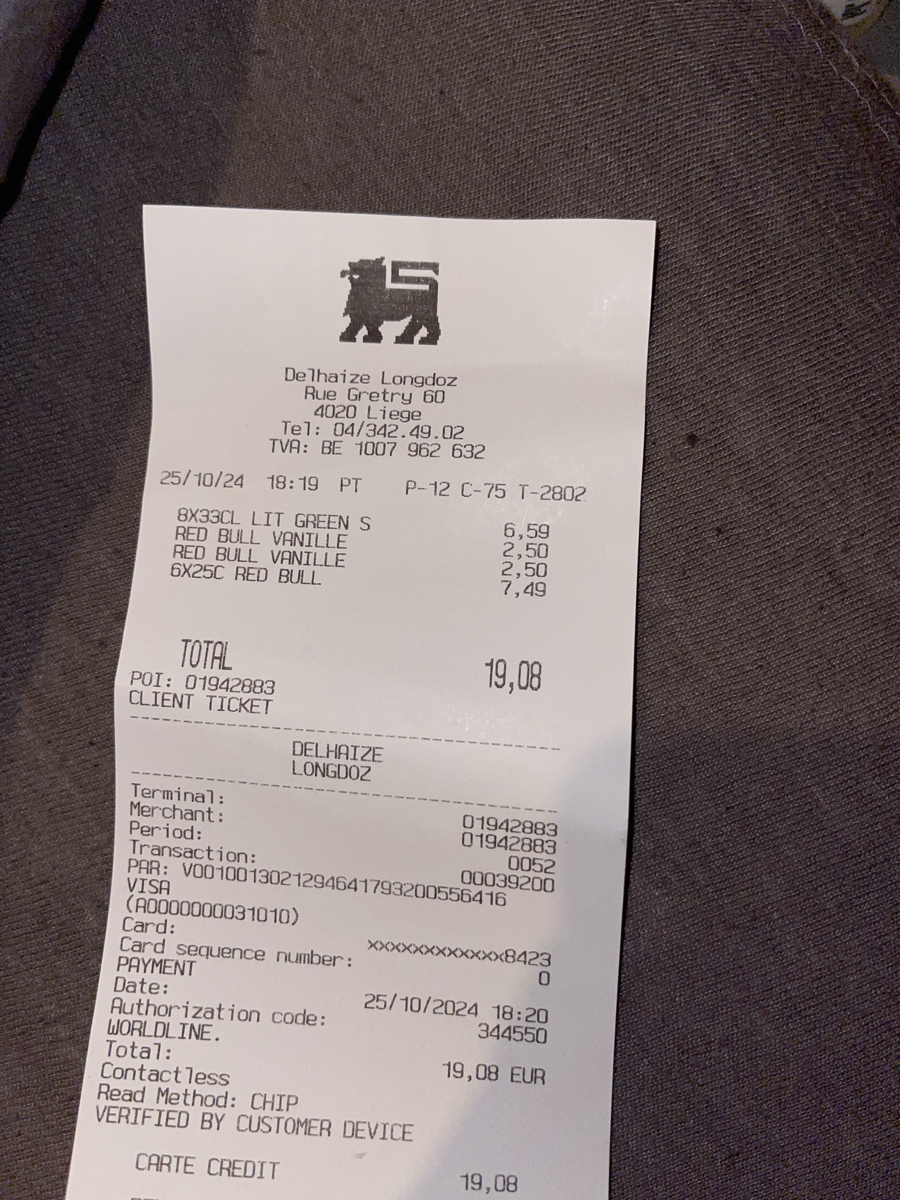 Delhaize Longdoz
Rue Gretry 60
4020 Liege
Tel: 04/342.49.02
TVA: BE 1007 962 632
25/10/24 18:19 PT P-12 C-75 T-2802
8X33CL LIT GREEN S 6,59
RED BULL VANILLE 2,50
RED BULL VANILLE 2,50
6X25C RED BULL 7,49
TOTAL 19,08
POI: 01942883
CLIENT TICKET
DELHAIZE
LONGDOZ
Terminal: 01942883
Merchant: 01942883
Period: 0052
Transaction: 00039200
PAR: V0010013021294641793200556416
VISA
(A0000000031010)
Card: xxxxxxxxxxxx8423
Card sequence number: 0
PAYMENT
Date: 25/10/2024 18:20
Authorization code: 344550
WORLDLINE.
Total: 19,08 EUR
Contactless
Read Method: CHIP
VERIFIED BY CUSTOMER DEVICE
CARTE CREDIT 19,08